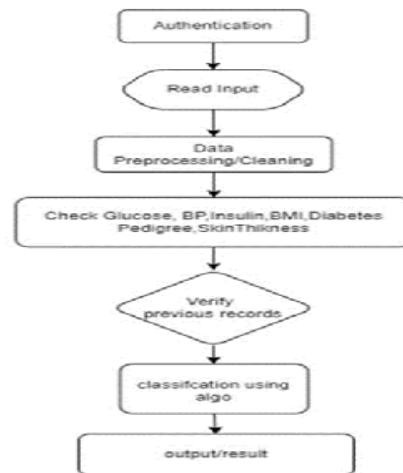 Authentication
Read Input
Data
Preprocessing/Cleaning
Check Glucose, BP,Insulin,BMI,Diabetes
Pedigree,SkinThikness
Verify
previous records
classifcation using
algo
output/result